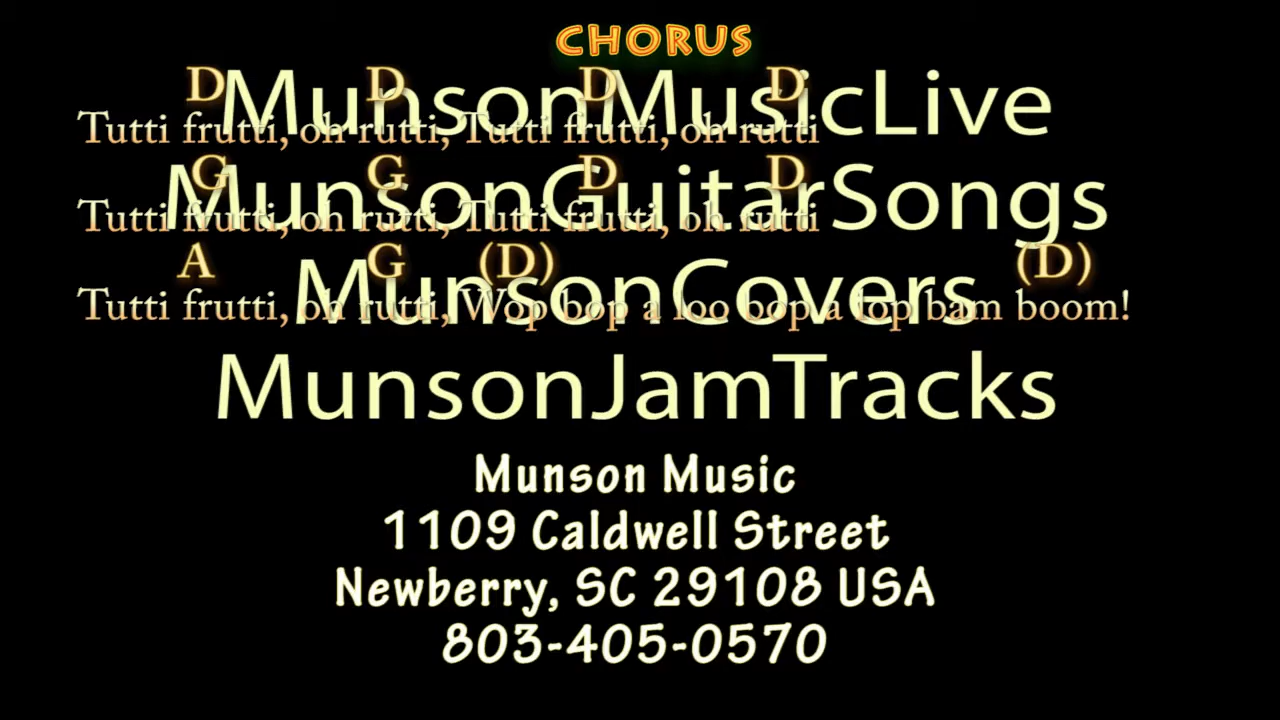 CHORUS
D D D D
MunsonMusicLive
Tutti frutti, oh rutti, Tutti frutti, oh rutti
G G D D
MunsonGuitarSongs
Tutti frutti, oh rutti, Tutti frutti, oh rutti
A G (D) (D)
MunsonCovers
Tutti frutti, oh rutti, Wop bop a loo bop a lop bam boom!
MunsonJamTracks
Munson Music
1109 Caldwell Street
Newberry, SC 29108 USA
803-405-0570